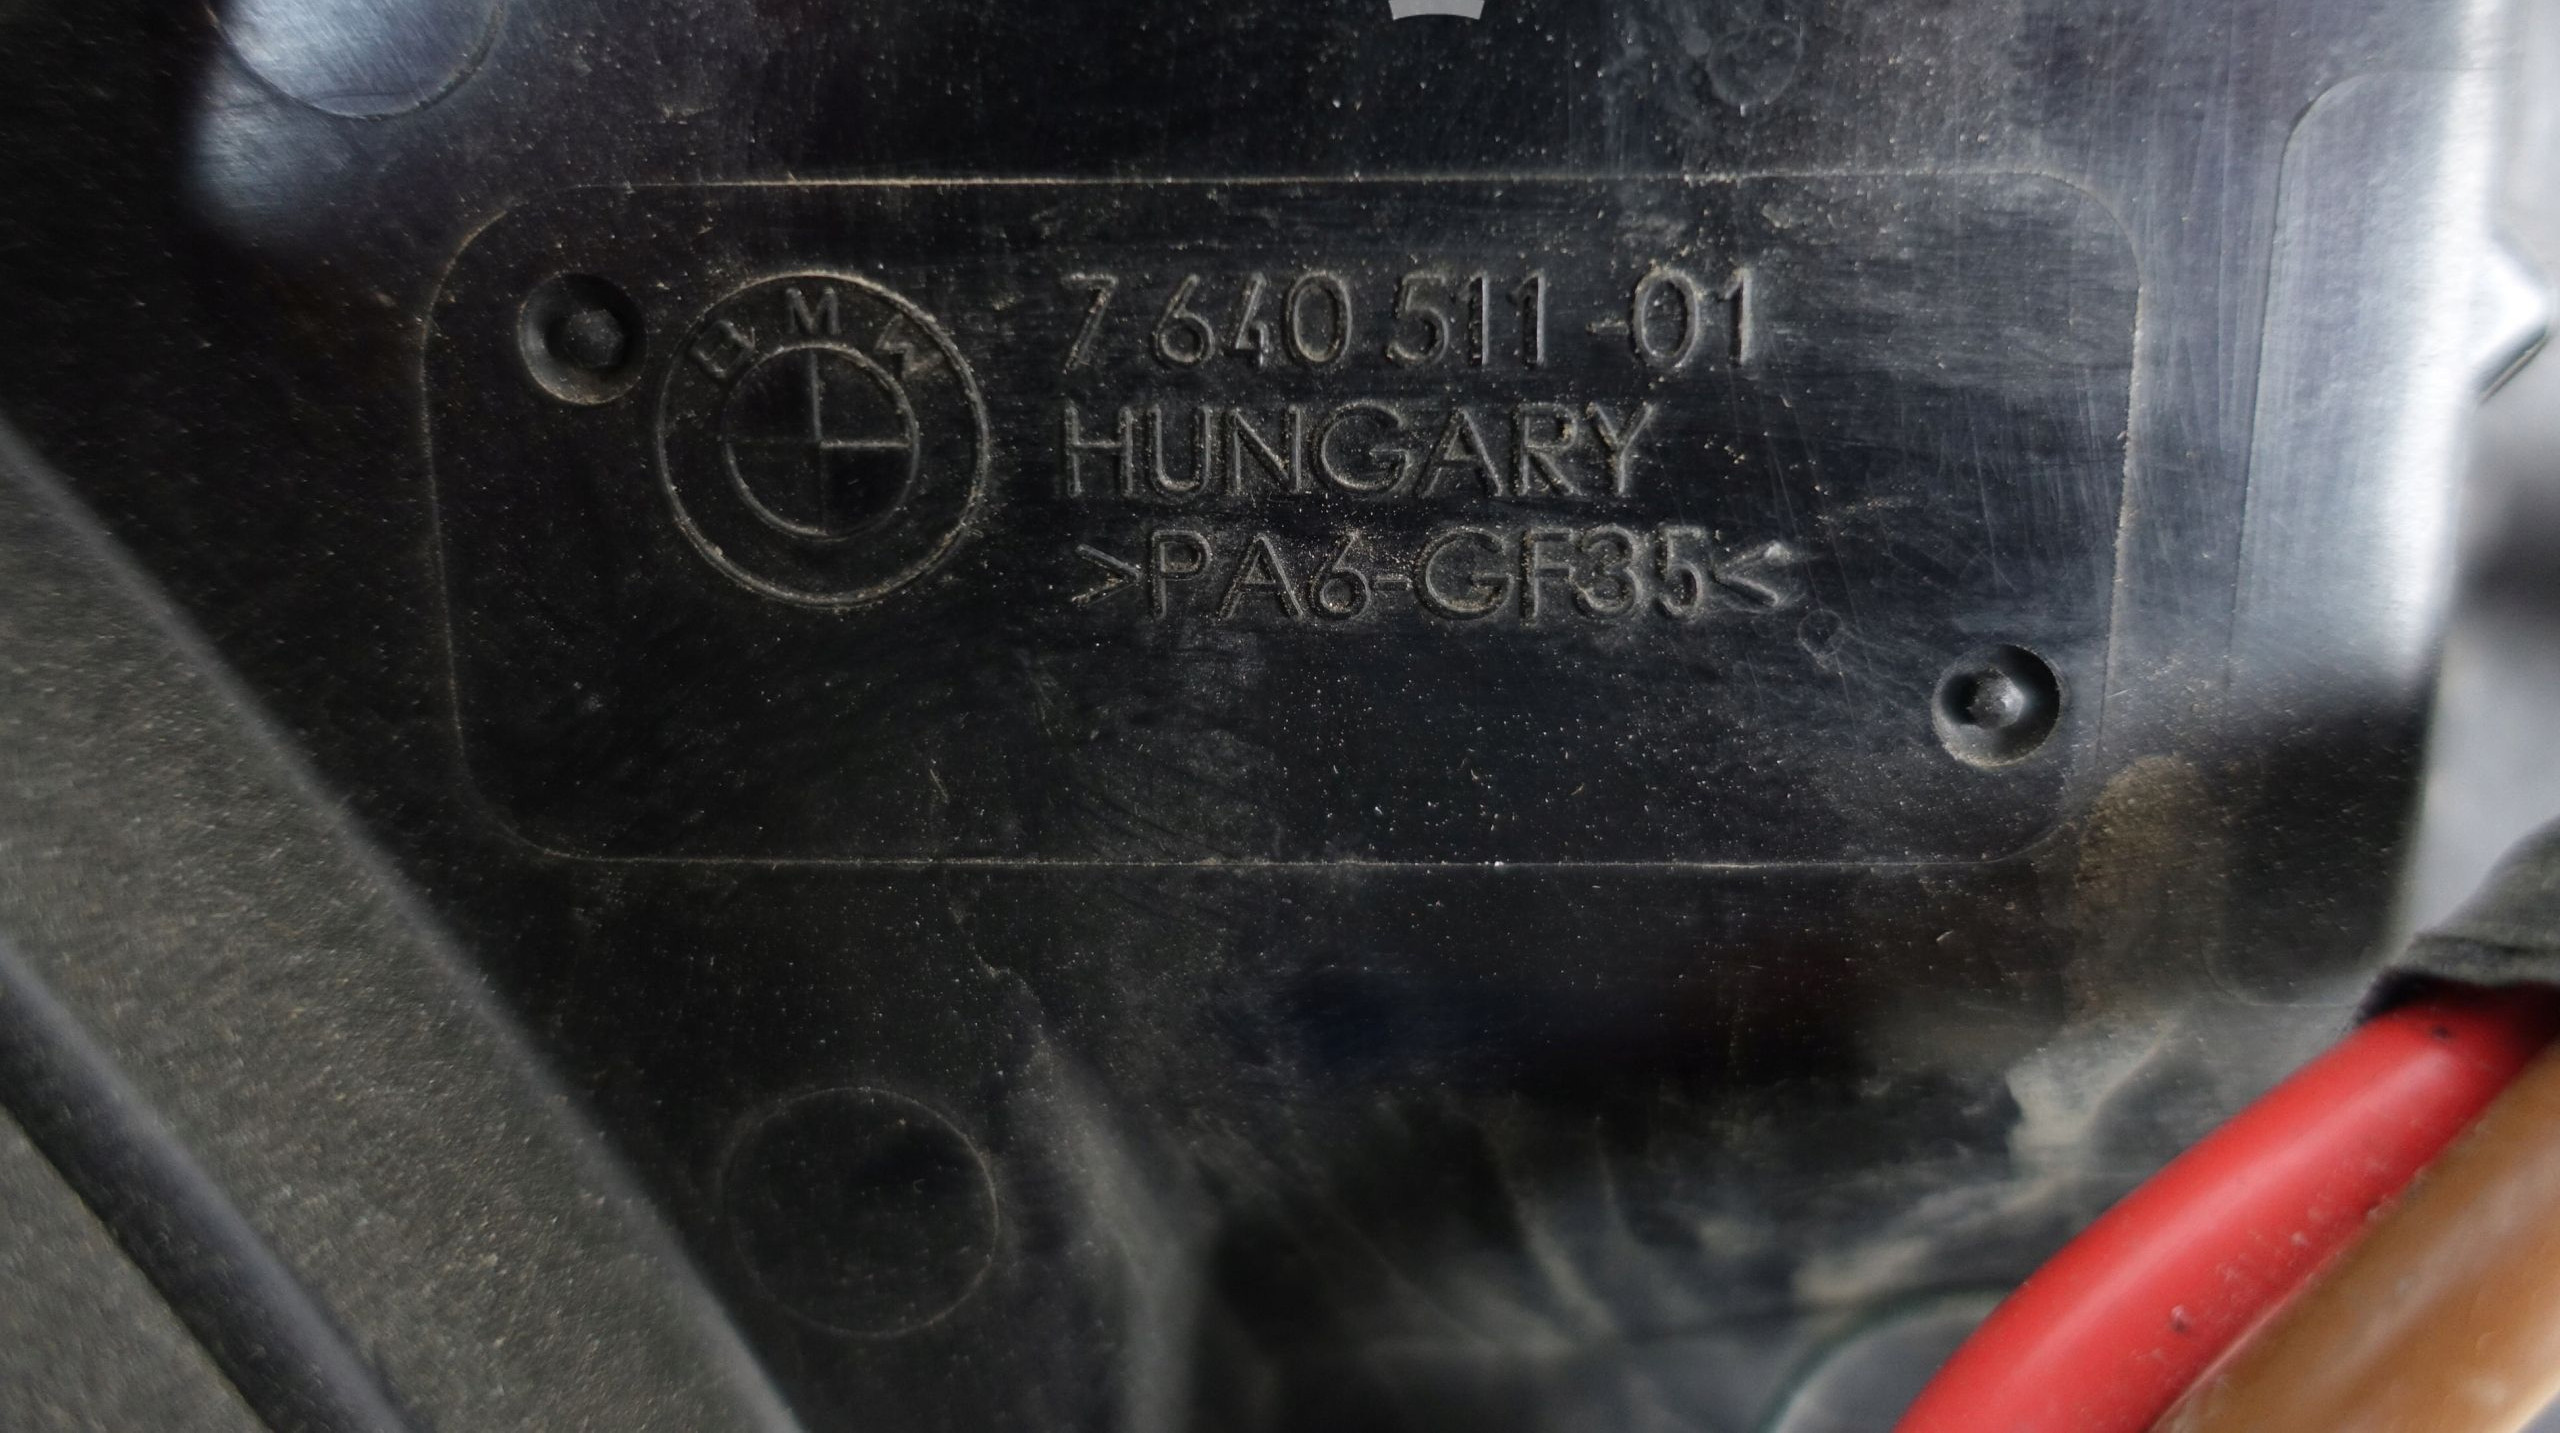 BMW
7 640 511-01
HUNGARY
>PA6-GF35<